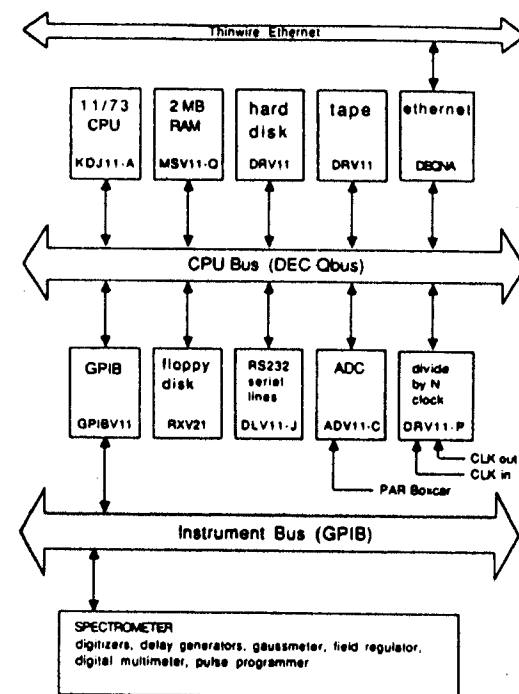 Thinwire Ethernet
11/73
CPU
KDJ11-A
2 MB
RAM
MSV11-Q
hard
disk
DRV11
tape
DRV11
ethernet
DEQNA
CPU Bus (DEC Qbus)
GPIB
GPIBV11
floppy
disk
RXV21
RS232
serial
lines
DLV11-J
ADC
ADV11-C
divide
by N
clock
DRV11-P
CLK out
CLK in
PAR Boxcar
Instrument Bus (GPIB)
SPECTROMETER
digitizers, delay generators, gaussmeter, field regulator,
digital multimeter, pulse programmer